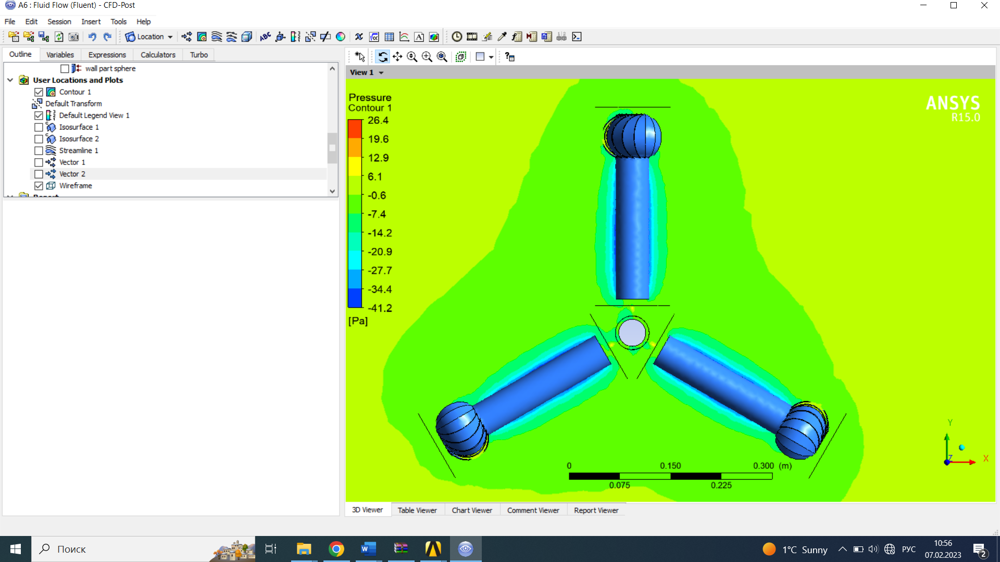 A6 : Fluid Flow (Fluent) - CFD-Post
File Edit Session Insert Tools Help
Location
Outline Variables Expressions Calculators Turbo
wall part sphere
User Locations and Plots
Contour 1
Default Transform
Default Legend View 1
Isosurface 1
Isosurface 2
Streamline 1
Vector 1
Vector 2
Wireframe
Report
View 1
Pressure
Contour 1
26.4
19.6
12.9
6.1
-0.6
-7.4
-14.2
-20.9
-27.7
-34.4
-41.2
[Pa]
ANSYS
R15.0
0 0.150 0.300 (m)
0.075 0.225
Y
Z
X
3D Viewer Table Viewer Chart Viewer Comment Viewer Report Viewer
Поиск
1°C Sunny
РУС
10:56
07.02.2023
2